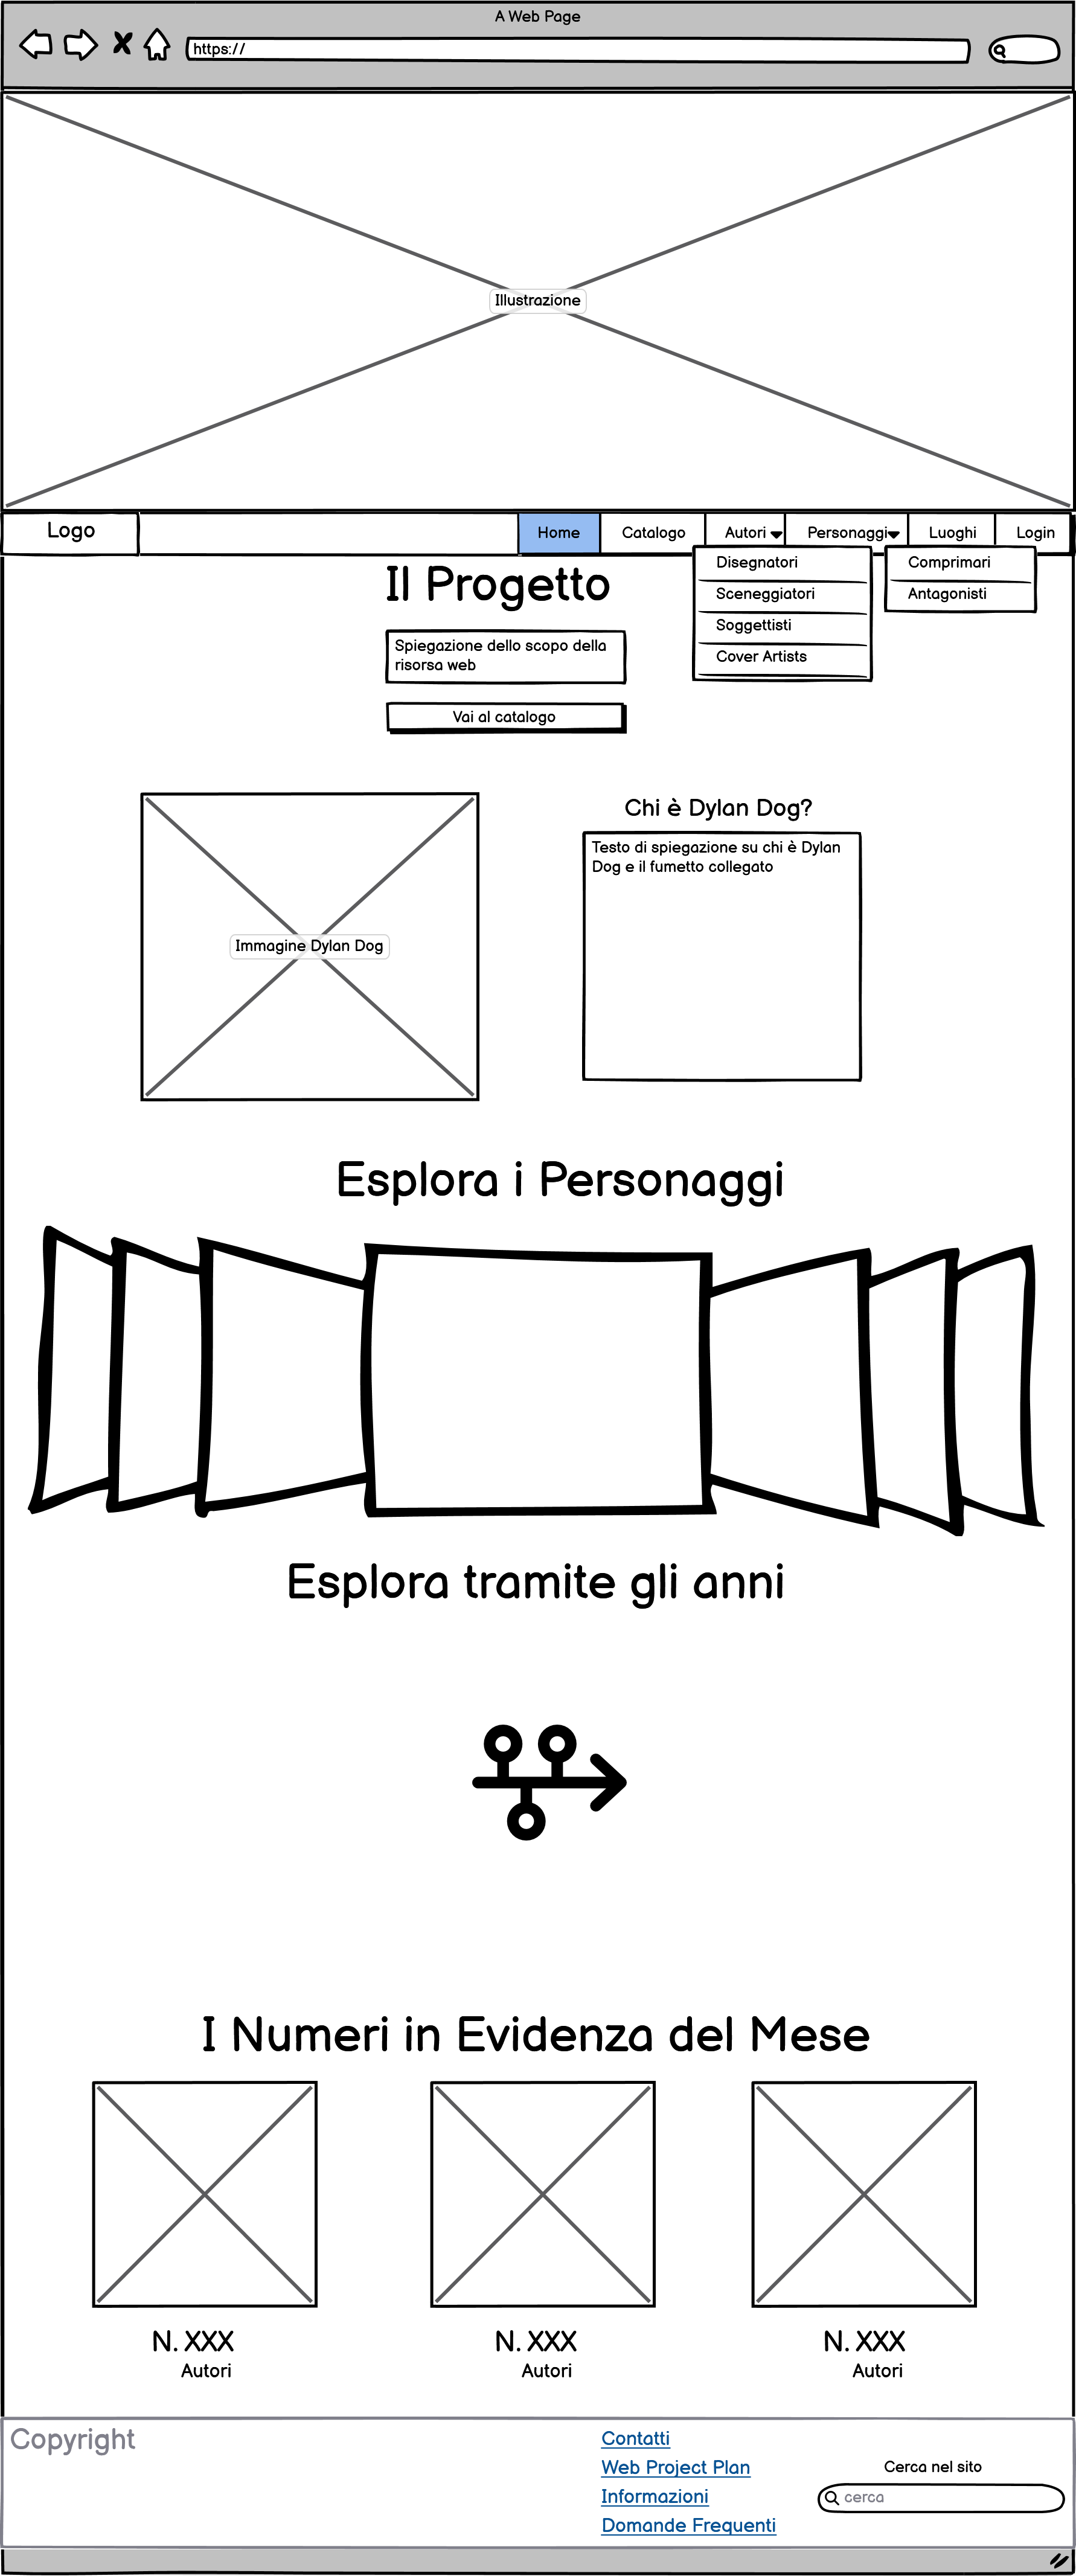 A Web Page
https://
Illustrazione
Logo
Home
Catalogo
Autori
Personaggi
Luoghi
Login
Disegnatori
Sceneggiatori
Soggettisti
Cover Artists
Comprimari
Antagonisti
Il Progetto
Spiegazione dello scopo della
risorsa web
Vai al catalogo
Immagine Dylan Dog
Chi è Dylan Dog?
Testo di spiegazione su chi è Dylan
Dog e il fumetto collegato
Esplora i Personaggi
Esplora tramite gli anni
I Numeri in Evidenza del Mese
N. XXX
Autori
N. XXX
Autori
N. XXX
Autori
Copyright
Contatti
Web Project Plan
Informazioni
Domande Frequenti
Cerca nel sito
cerca